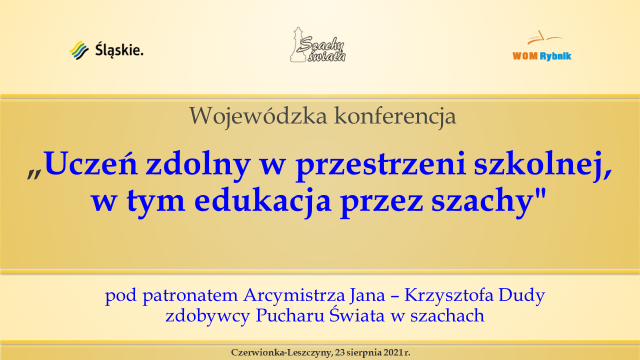 Śląskie.
Szachy
świata
WOM Rybnik
Wojewódzka konferencja
„Uczeń zdolny w przestrzeni szkolnej,
w tym edukacja przez szachy"
pod patronatem Arcymistrza Jana – Krzysztofa Dudy
zdobywcy Pucharu Świata w szachach
Czerwionka-Leszczyny, 23 sierpnia 2021 r.